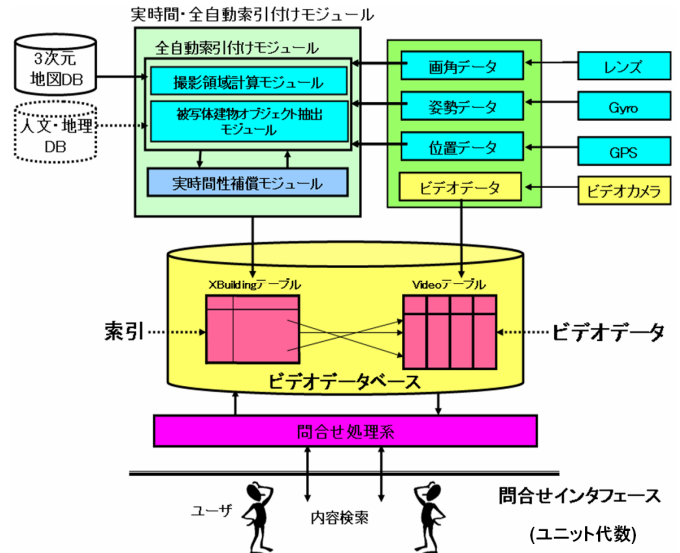 実時間・全自動索引付けモジュール
3次元
地図DB
全自動索引付けモジュール
撮影領域計算モジュール
被写体建物オブジェクト抽出
モジュール
人文・地理
DB
実時間性補償モジュール
画角データ
姿勢データ
位置データ
ビデオデータ
レンズ
Gyro
GPS
ビデオカメラ
XBuildingテーブル
Videoテーブル
索引
ビデオデータ
ビデオデータベース
問合せ処理系
ユーザ
内容検索
問合せインタフェース
(ユニット代数)